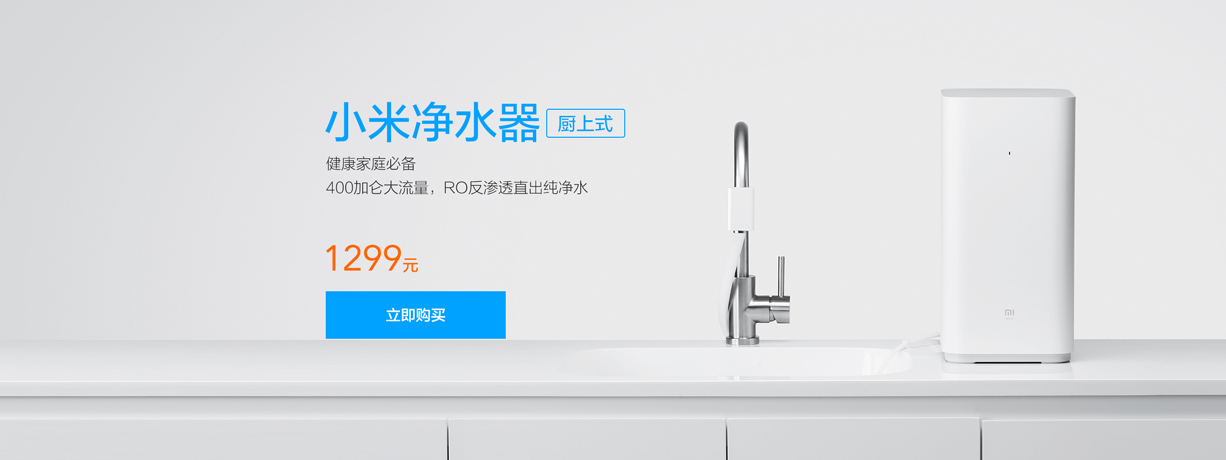 小米净水器 厨上式
健康家庭必备
400加仑大流量，RO反渗透直出纯净水
1299元
立即购买
MI